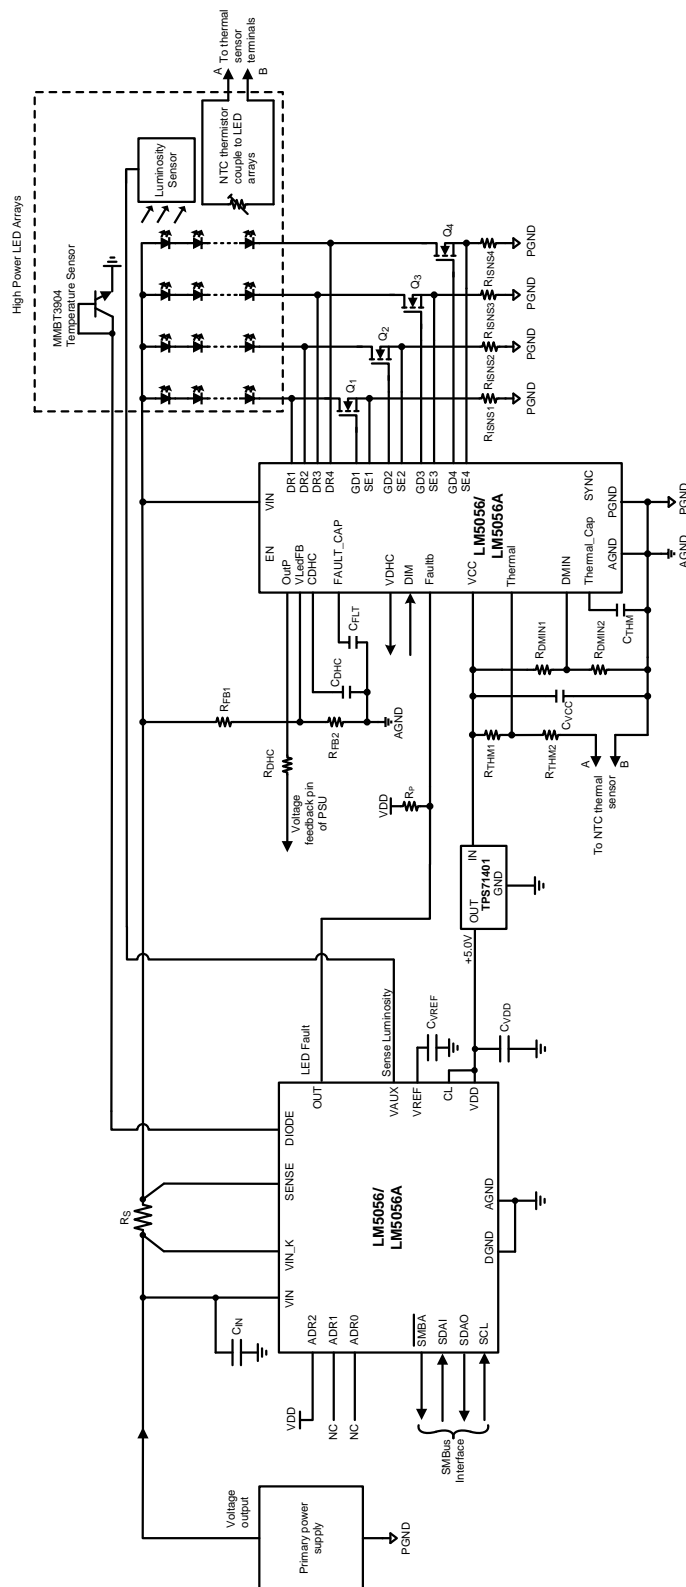 High Power LED Arrays
MMBT3904
Temperature Sensor
Luminosity
Sensor
NTC thermistor
couple to LED
arrays
A
To thermal
sensor
terminals
B
Primary power
supply
PGND
Voltage
output
VDD
NC
NC
CIN
RS
VIN
VIN_K
SENSE
DIODE
ADR2
ADR1
ADR0
SMBA
SDAI
SDAO
SCL
SMBus
Interface
LM5056/
LM5056A
DGND
AGND
OUT
VAUX
VREF
CL
VDD
LED Fault
Sense Luminosity
CVREF
CVDD
+5.0V
OUT
IN
TPS71401
GND
Voltage
feedback pin
of PSU
RDHC
RFB1
RFB2
CDHC
CFLT
AGND
VDD
RP
RTHM1
RTHM2
A
B
To NTC thermal
sensor
CVCC
RDMIN1
RDMIN2
CTHM
VIN
EN
OutP
VLedFB
CDHC
FAULT_CAP
VDHC
DIM
Faultb
VCC
Thermal
DMIN
Thermal_Cap
LM5056/
LM5056A
AGND
PGND
SYNC
AGND
PGND
DR1
DR2
DR3
DR4
GD1
SE1
GD2
SE2
GD3
SE3
GD4
SE4
Q1
Q2
Q3
Q4
RISNS1
RISNS2
RISNS3
RISNS4
PGND
PGND
PGND
PGND